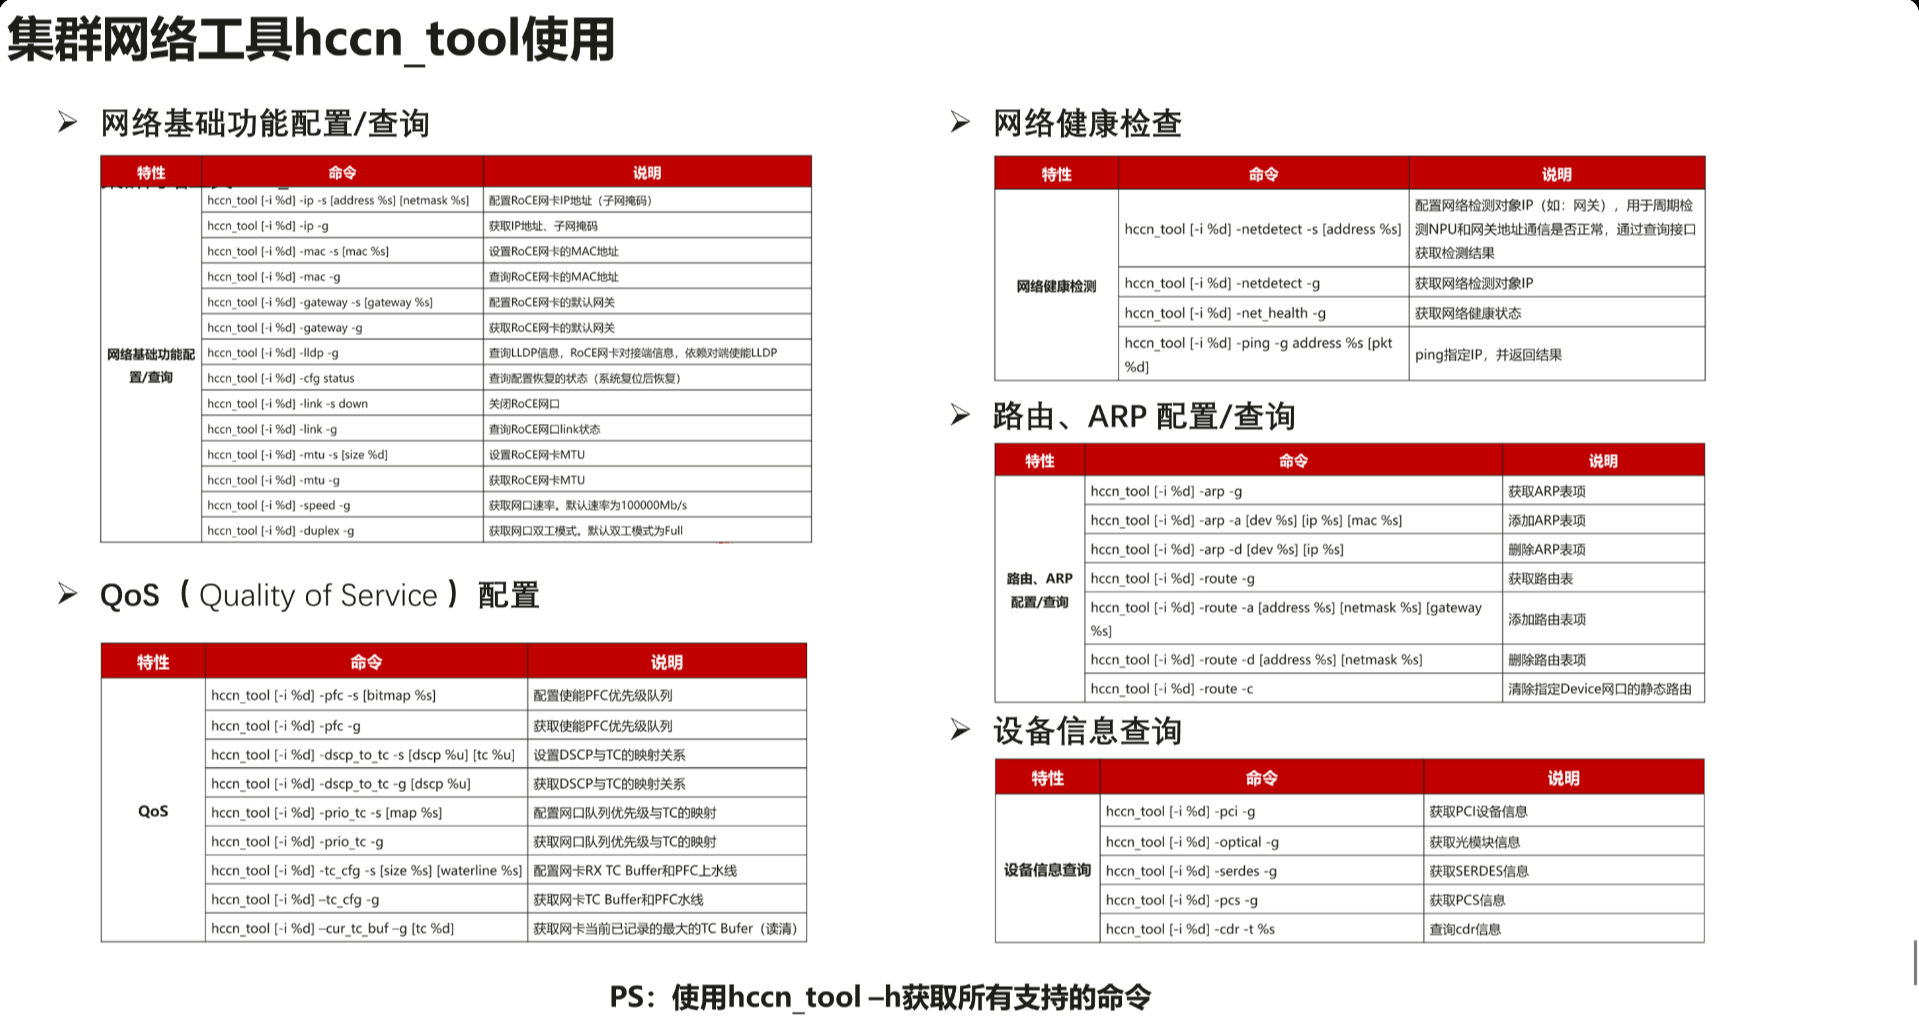 集群网络工具hccn_tool使用
➢ 网络基础功能配置/查询
特性 命令 说明
网络基础功能配
置/查询
hccn_tool [-i %d] -ip -s [address %s] [netmask %s] 配置RoCE网卡IP地址（子网掩码）
hccn_tool [-i %d] -ip -g 获取IP地址、子网掩码
hccn_tool [-i %d] -mac -s [mac %s] 设置RoCE网卡的MAC地址
hccn_tool [-i %d] -mac -g 查询RoCE网卡的MAC地址
hccn_tool [-i %d] -gateway -s [gateway %s] 配置RoCE网卡的默认网关
hccn_tool [-i %d] -gateway -g 获取RoCE网卡的默认网关
hccn_tool [-i %d] -lldp -g 查询LLDP信息，RoCE网卡对接端信息，依赖对端使能LLDP
hccn_tool [-i %d] -cfg status 查询配置恢复的状态（系统复位后恢复）
hccn_tool [-i %d] -link -s down 关闭RoCE网口
hccn_tool [-i %d] -link -g 查询RoCE网口link状态
hccn_tool [-i %d] -mtu -s [size %d] 设置RoCE网卡MTU
hccn_tool [-i %d] -mtu -g 获取RoCE网卡MTU
hccn_tool [-i %d] -speed -g 获取网口速率。默认速率为100000Mb/s
hccn_tool [-i %d] -duplex -g 获取网口双工模式。默认双工模式为Full
➢ QoS（Quality of Service）配置
特性 命令 说明
QoS
hccn_tool [-i %d] -pfc -s [bitmap %s] 配置使能PFC优先级队列
hccn_tool [-i %d] -pfc -g 获取使能PFC优先级队列
hccn_tool [-i %d] -dscp_to_tc -s [dscp %u] [tc %u] 设置DSCP与TC的映射关系
hccn_tool [-i %d] -dscp_to_tc -g [dscp %u] 获取DSCP与TC的映射关系
hccn_tool [-i %d] -prio_tc -s [map %s] 配置网口队列优先级与TC的映射
hccn_tool [-i %d] -prio_tc -g 获取网口队列优先级与TC的映射
hccn_tool [-i %d] -tc_cfg -s [size %s] [waterline %s] 配置网卡RX TC Buffer和PFC上水线
hccn_tool [-i %d] –tc_cfg -g 获取网卡TC Buffer和PFC水线
hccn_tool [-i %d] –cur_tc_buf –g [tc %d] 获取网卡当前已记录的最大的TC Bufer（读清）
➢ 网络健康检查
特性 命令 说明
网络健康检测
hccn_tool [-i %d] -netdetect -s [address %s]
配置网络检测对象IP（如：网关），用于周期检
测NPU和网关地址通信是否正常，通过查询接口
获取检测结果
hccn_tool [-i %d] -netdetect -g 获取网络检测对象IP
hccn_tool [-i %d] -net_health -g 获取网络健康状态
hccn_tool [-i %d] -ping -g address %s [pkt
%d]
ping指定IP，并返回结果
➢ 路由、ARP 配置/查询
特性 命令 说明
路由、ARP
配置/查询
hccn_tool [-i %d] -arp -g 获取ARP表项
hccn_tool [-i %d] -arp -a [dev %s] [ip %s] [mac %s] 添加ARP表项
hccn_tool [-i %d] -arp -d [dev %s] [ip %s] 删除ARP表项
hccn_tool [-i %d] -route -g 获取路由表
hccn_tool [-i %d] -route -a [address %s] [netmask %s] [gateway
%s]
添加路由表项
hccn_tool [-i %d] -route -d [address %s] [netmask %s] 删除路由表项
hccn_tool [-i %d] -route -c 清除指定Device网口的静态路由
➢ 设备信息查询
特性 命令 说明
设备信息查询
hccn_tool [-i %d] -pci -g 获取PCI设备信息
hccn_tool [-i %d] -optical -g 获取光模块信息
hccn_tool [-i %d] -serdes -g 获取SERDES信息
hccn_tool [-i %d] -pcs -g 获取PCS信息
hccn_tool [-i %d] -cdr -t %s 查询cdr信息
PS：使用hccn_tool –h获取所有支持的命令